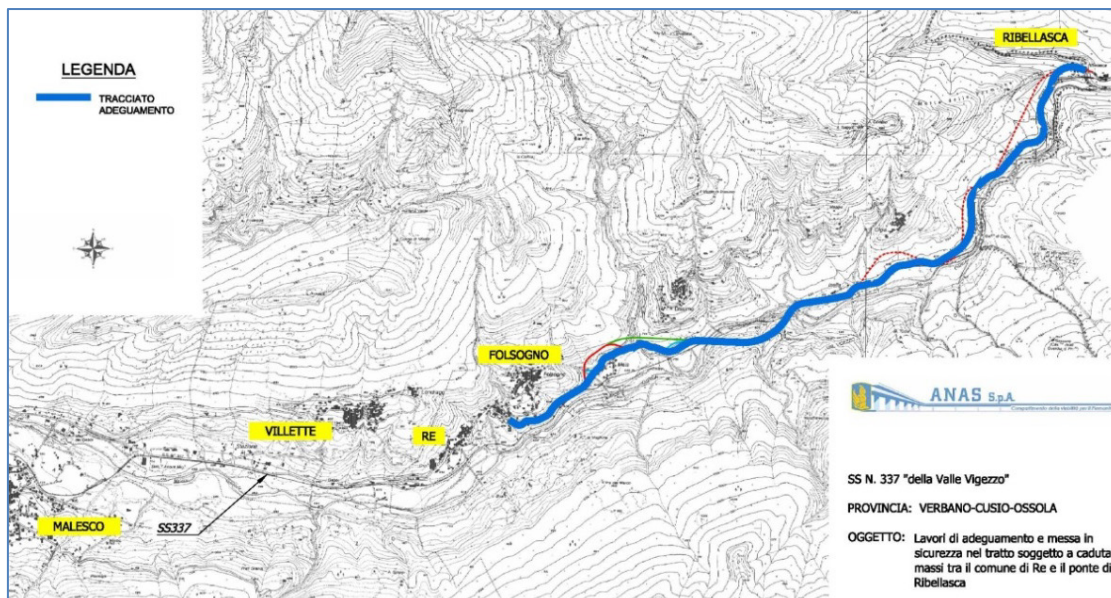 LEGENDA
TRACCIATO
ADEGUAMENTO
RIBELLASCA
FOLSOGNO
VILLETTE
RE
MALESCO
SS337
ANAS S.p.A.
SS N. 337 "della Valle Vigezzo"
PROVINCIA: VERBANO-CUSIO-OSSOLA
OGGETTO: Lavori di adeguamento e messa in
sicurezza nel tratto soggetto a caduta
massi tra il comune di Re e il ponte di
Ribellasca